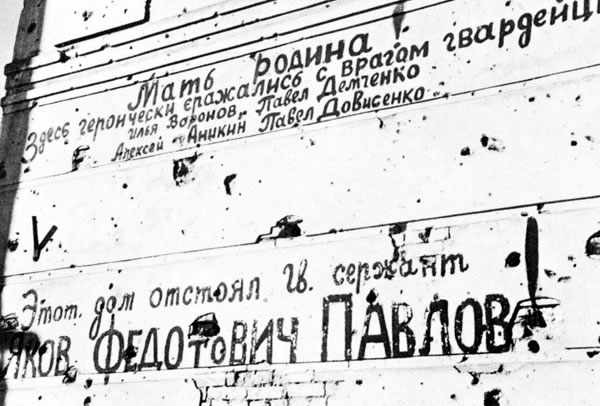 Мать родина!
Здесь героически сражались с врагом гвардейцы
Илья Воронов, Павел Демченко
Алексей Аникин Павел Довисенко
Этот дом отстоял гв. сержант
Яков Федотович Павлов!